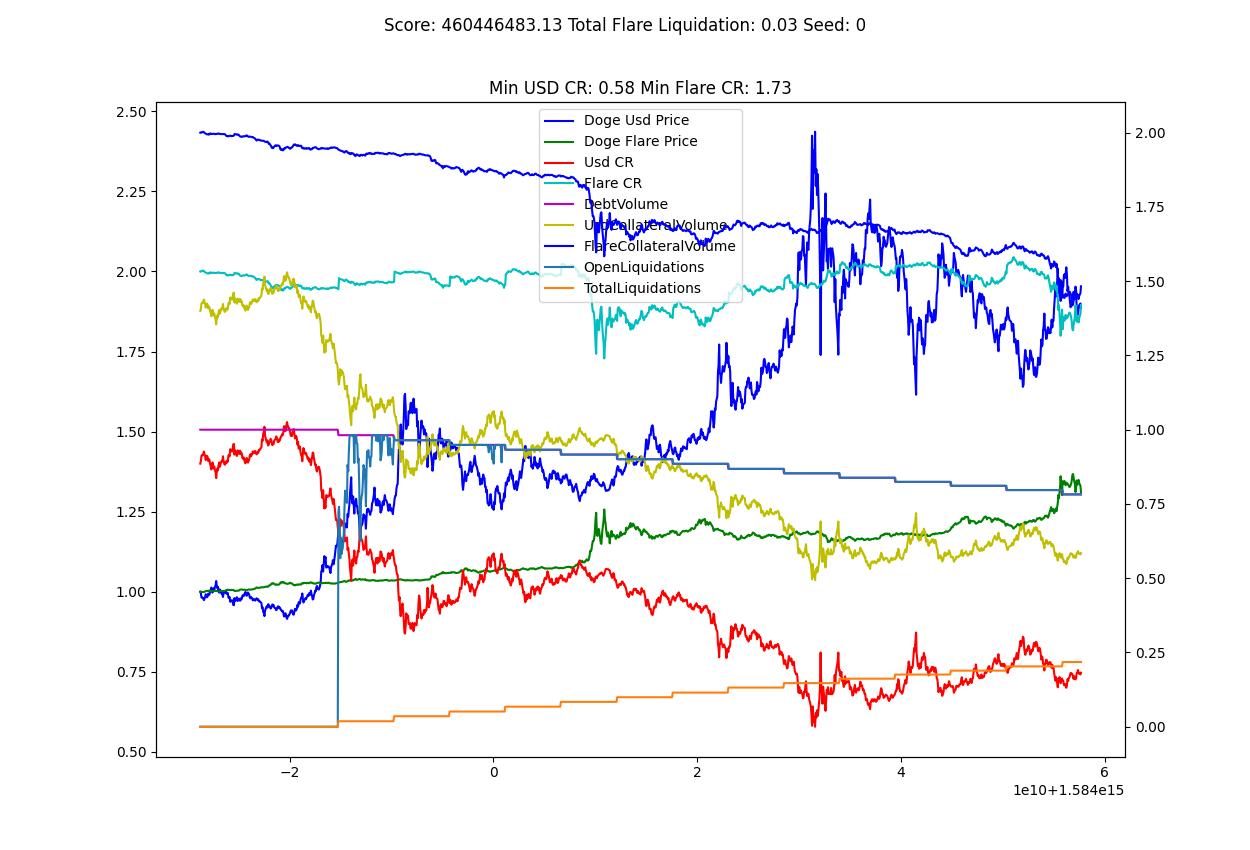 Score: 460446483.13 Total Flare Liquidation: 0.03 Seed: 0
Min USD CR: 0.58 Min Flare CR: 1.73
2.50
2.25
2.00
1.75
1.50
1.25
1.00
0.75
0.50
Doge Usd Price
Doge Flare Price
Usd CR
Flare CR
DebtVolume
UsdCollateralVolume
FlareCollateralVolume
OpenLiquidations
TotalLiquidations
2.00
1.75
1.50
1.25
1.00
0.75
0.50
0.25
0.00
−2
0
2
4
6
1e10+1.584e15